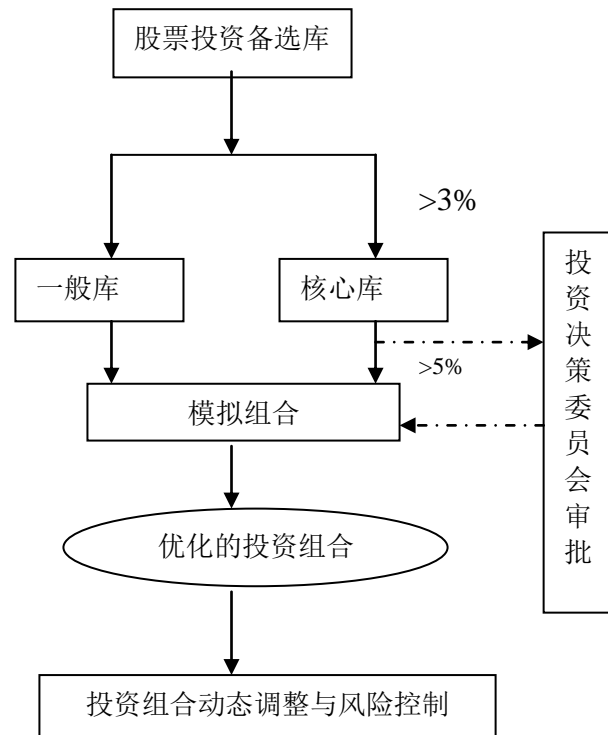 股票投资备选库
>3%
一般库
核心库
>5%
模拟组合
投资决策委员会审批
优化的投资组合
投资组合动态调整与风险控制